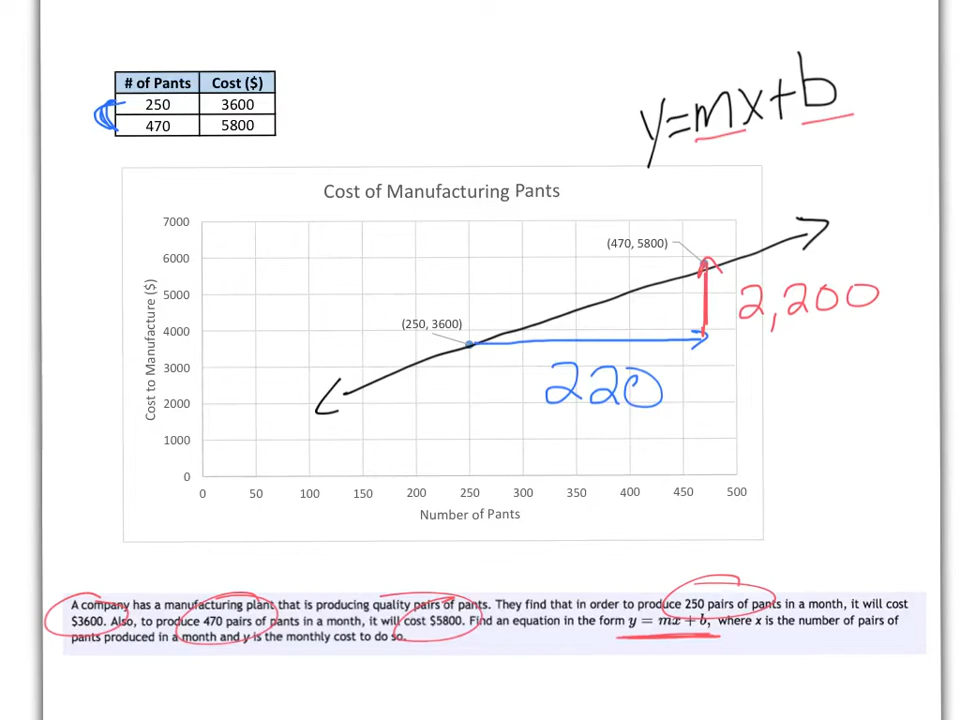 # of Pants Cost ($)
250 3600
470 5800
y=mx+b
Cost of Manufacturing Pants
7000
6000
5000
4000
3000
2000
1000
0
Cost to Manufacture ($)
(470, 5800)
(250, 3600)
2,200
220
0 50 100 150 200 250 300 350 400 450 500
Number of Pants
A company has a manufacturing plant that is producing quality pairs of pants. They find that in order to produce 250 pairs of pants in a month, it will cost
$3600. Also, to produce 470 pairs of pants in a month, it will cost $5800. Find an equation in the form y = mx + b, where x is the number of pairs of
pants produced in a month and y is the monthly cost to do so.